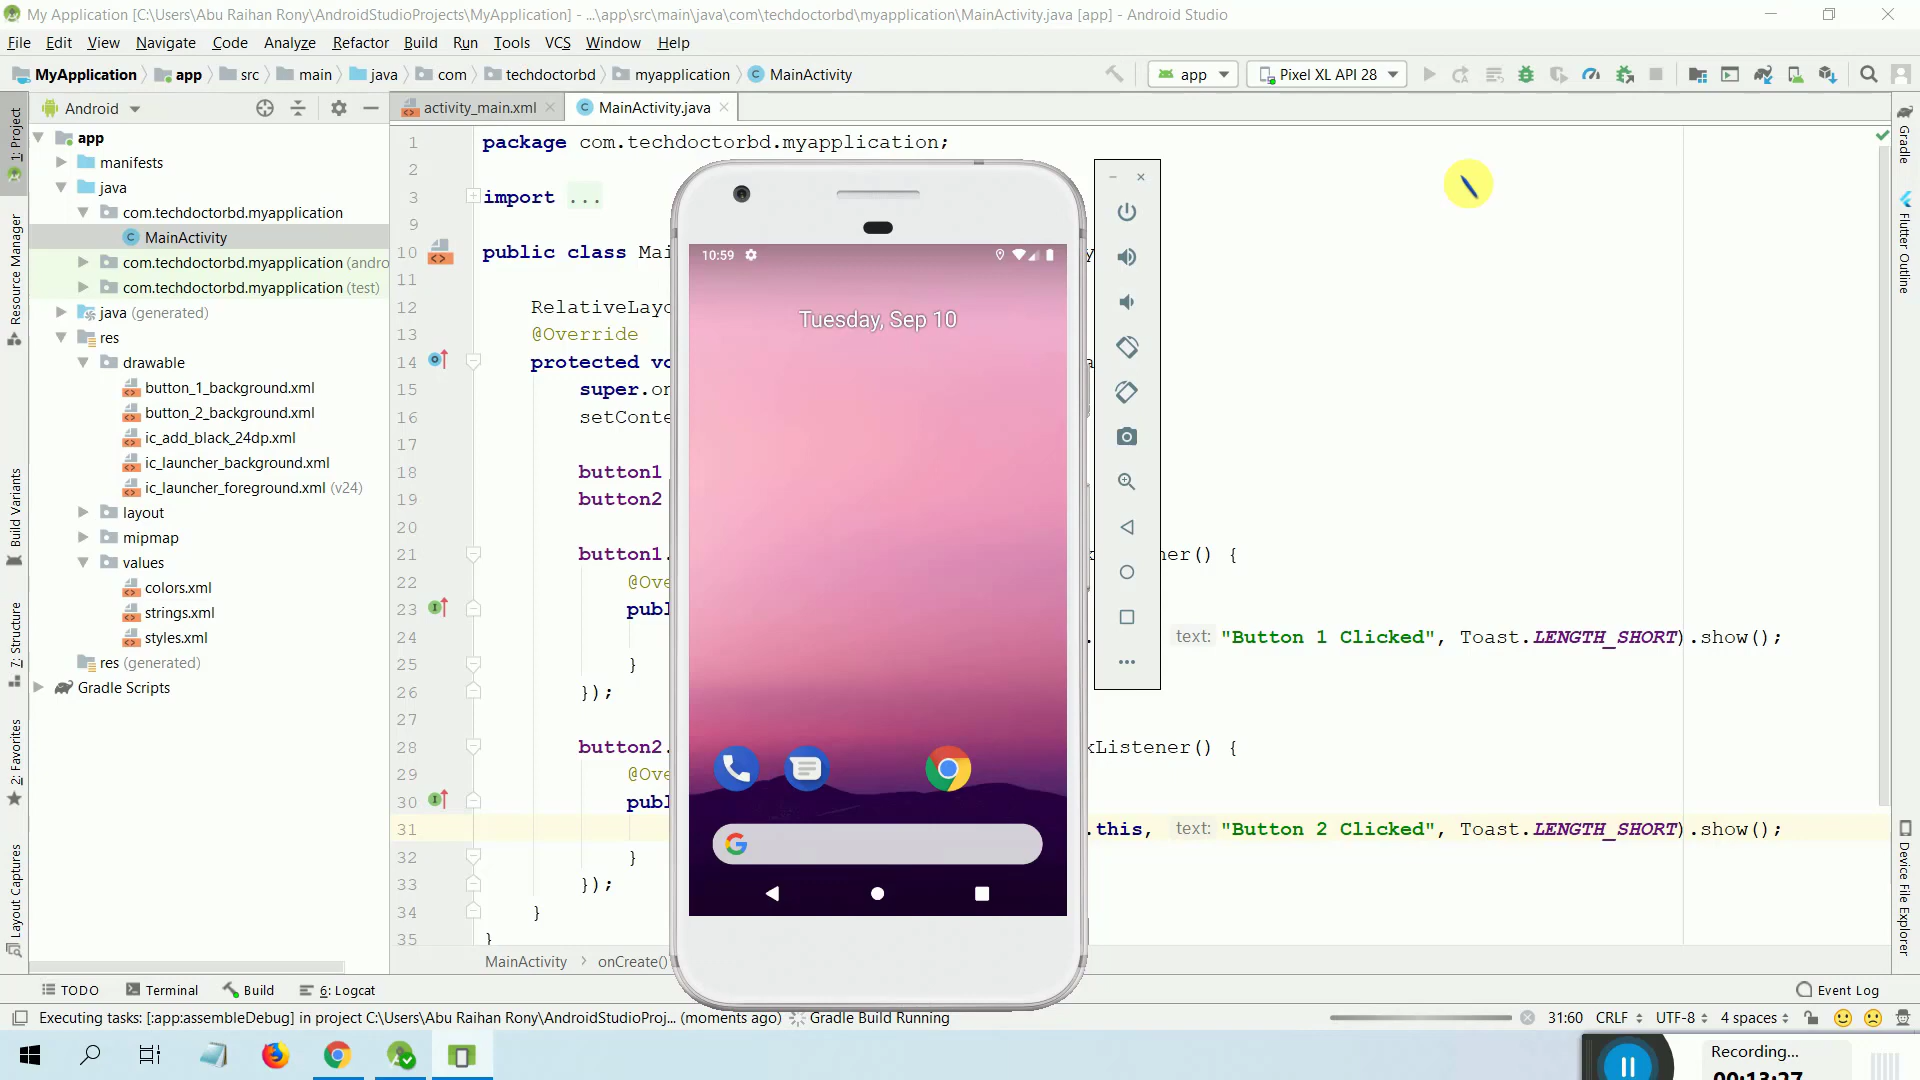 My Application [C:\Users\Abu Raihan Rony\AndroidStudioProjects\MyApplication] - ...\app\src\main\java\com\techdoctorbd\myapplication\MainActivity.java [app] - Android Studio
File Edit View Navigate Code Analyze Refactor Build Run Tools VCS Window Help
MyApplication app src main java com techdoctorbd myapplication MainActivity app Pixel XL API 28
Android activity_main.xml MainActivity.java
1: Project
Resource Manager
Build Variants
7: Structure
2: Favorites
Layout Captures
app
manifests
java
com.techdoctorbd.myapplication
MainActivity
com.techdoctorbd.myapplication (andro
com.techdoctorbd.myapplication (test)
java (generated)
res
drawable
button_1_background.xml
button_2_background.xml
ic_add_black_24dp.xml
ic_launcher_background.xml
ic_launcher_foreground.xml (v24)
layout
mipmap
values
colors.xml
strings.xml
styles.xml
res (generated)
Gradle Scripts
1 package com.techdoctorbd.myapplication;
2
3 import ...
9
10 public class Mai
11
12 RelativeLayo
13 @Override
14 protected vo
15 super.on
16 setConte
17
18 button1
19 button2
20
21 button1. ner() {
22 @Ove
23 publ
24 . text: "Button 1 Clicked", Toast.LENGTH_SHORT).show();
25 }
26 });
27
28 button2. kListener() {
29 @Ove
30 publ
31 .this, text: "Button 2 Clicked", Toast.LENGTH_SHORT).show();
32 }
33 });
34 }
35 }
10:59
Tuesday, Sep 10
Gradle
Flutter Outline
Device File Explorer
MainActivity onCreate()
TODO Terminal Build 6: Logcat Event Log
Executing tasks: [:app:assembleDebug] in project C:\Users\Abu Raihan Rony\AndroidStudioProj... (moments ago) Gradle Build Running 31:60 CRLF UTF-8 4 spaces
Recording...
00:13:27